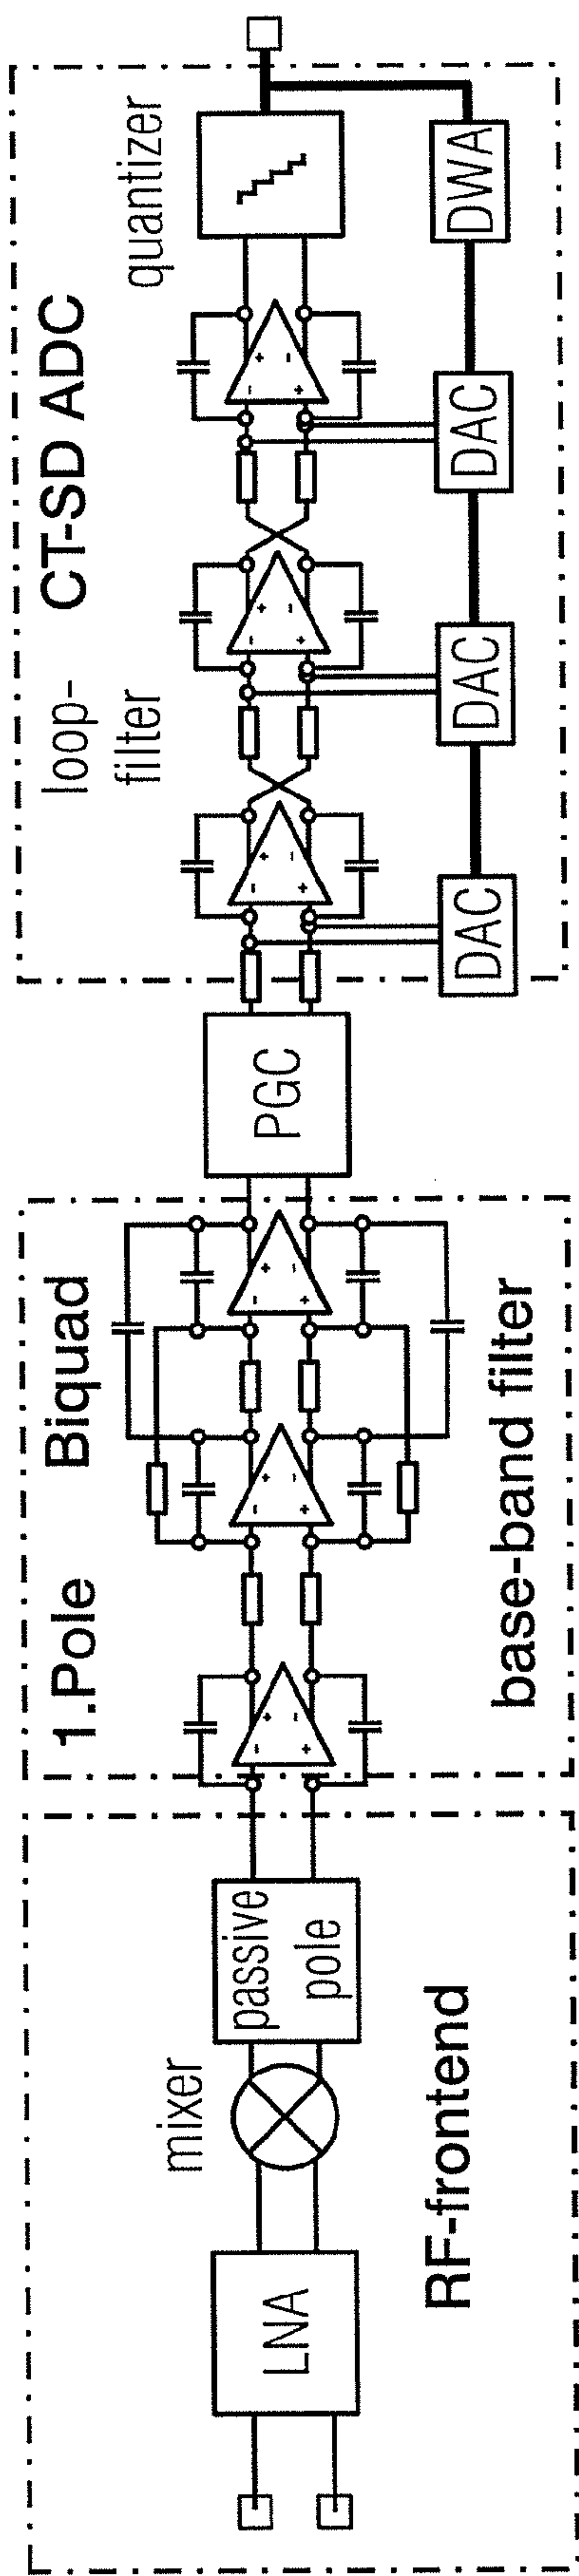 LNA
mixer
passive
pole
RF-frontend
1.Pole
Biquad
base-band filter
PGC
CT-SD ADC
loop-
filter
quantizer
DAC
DAC
DAC
DWA